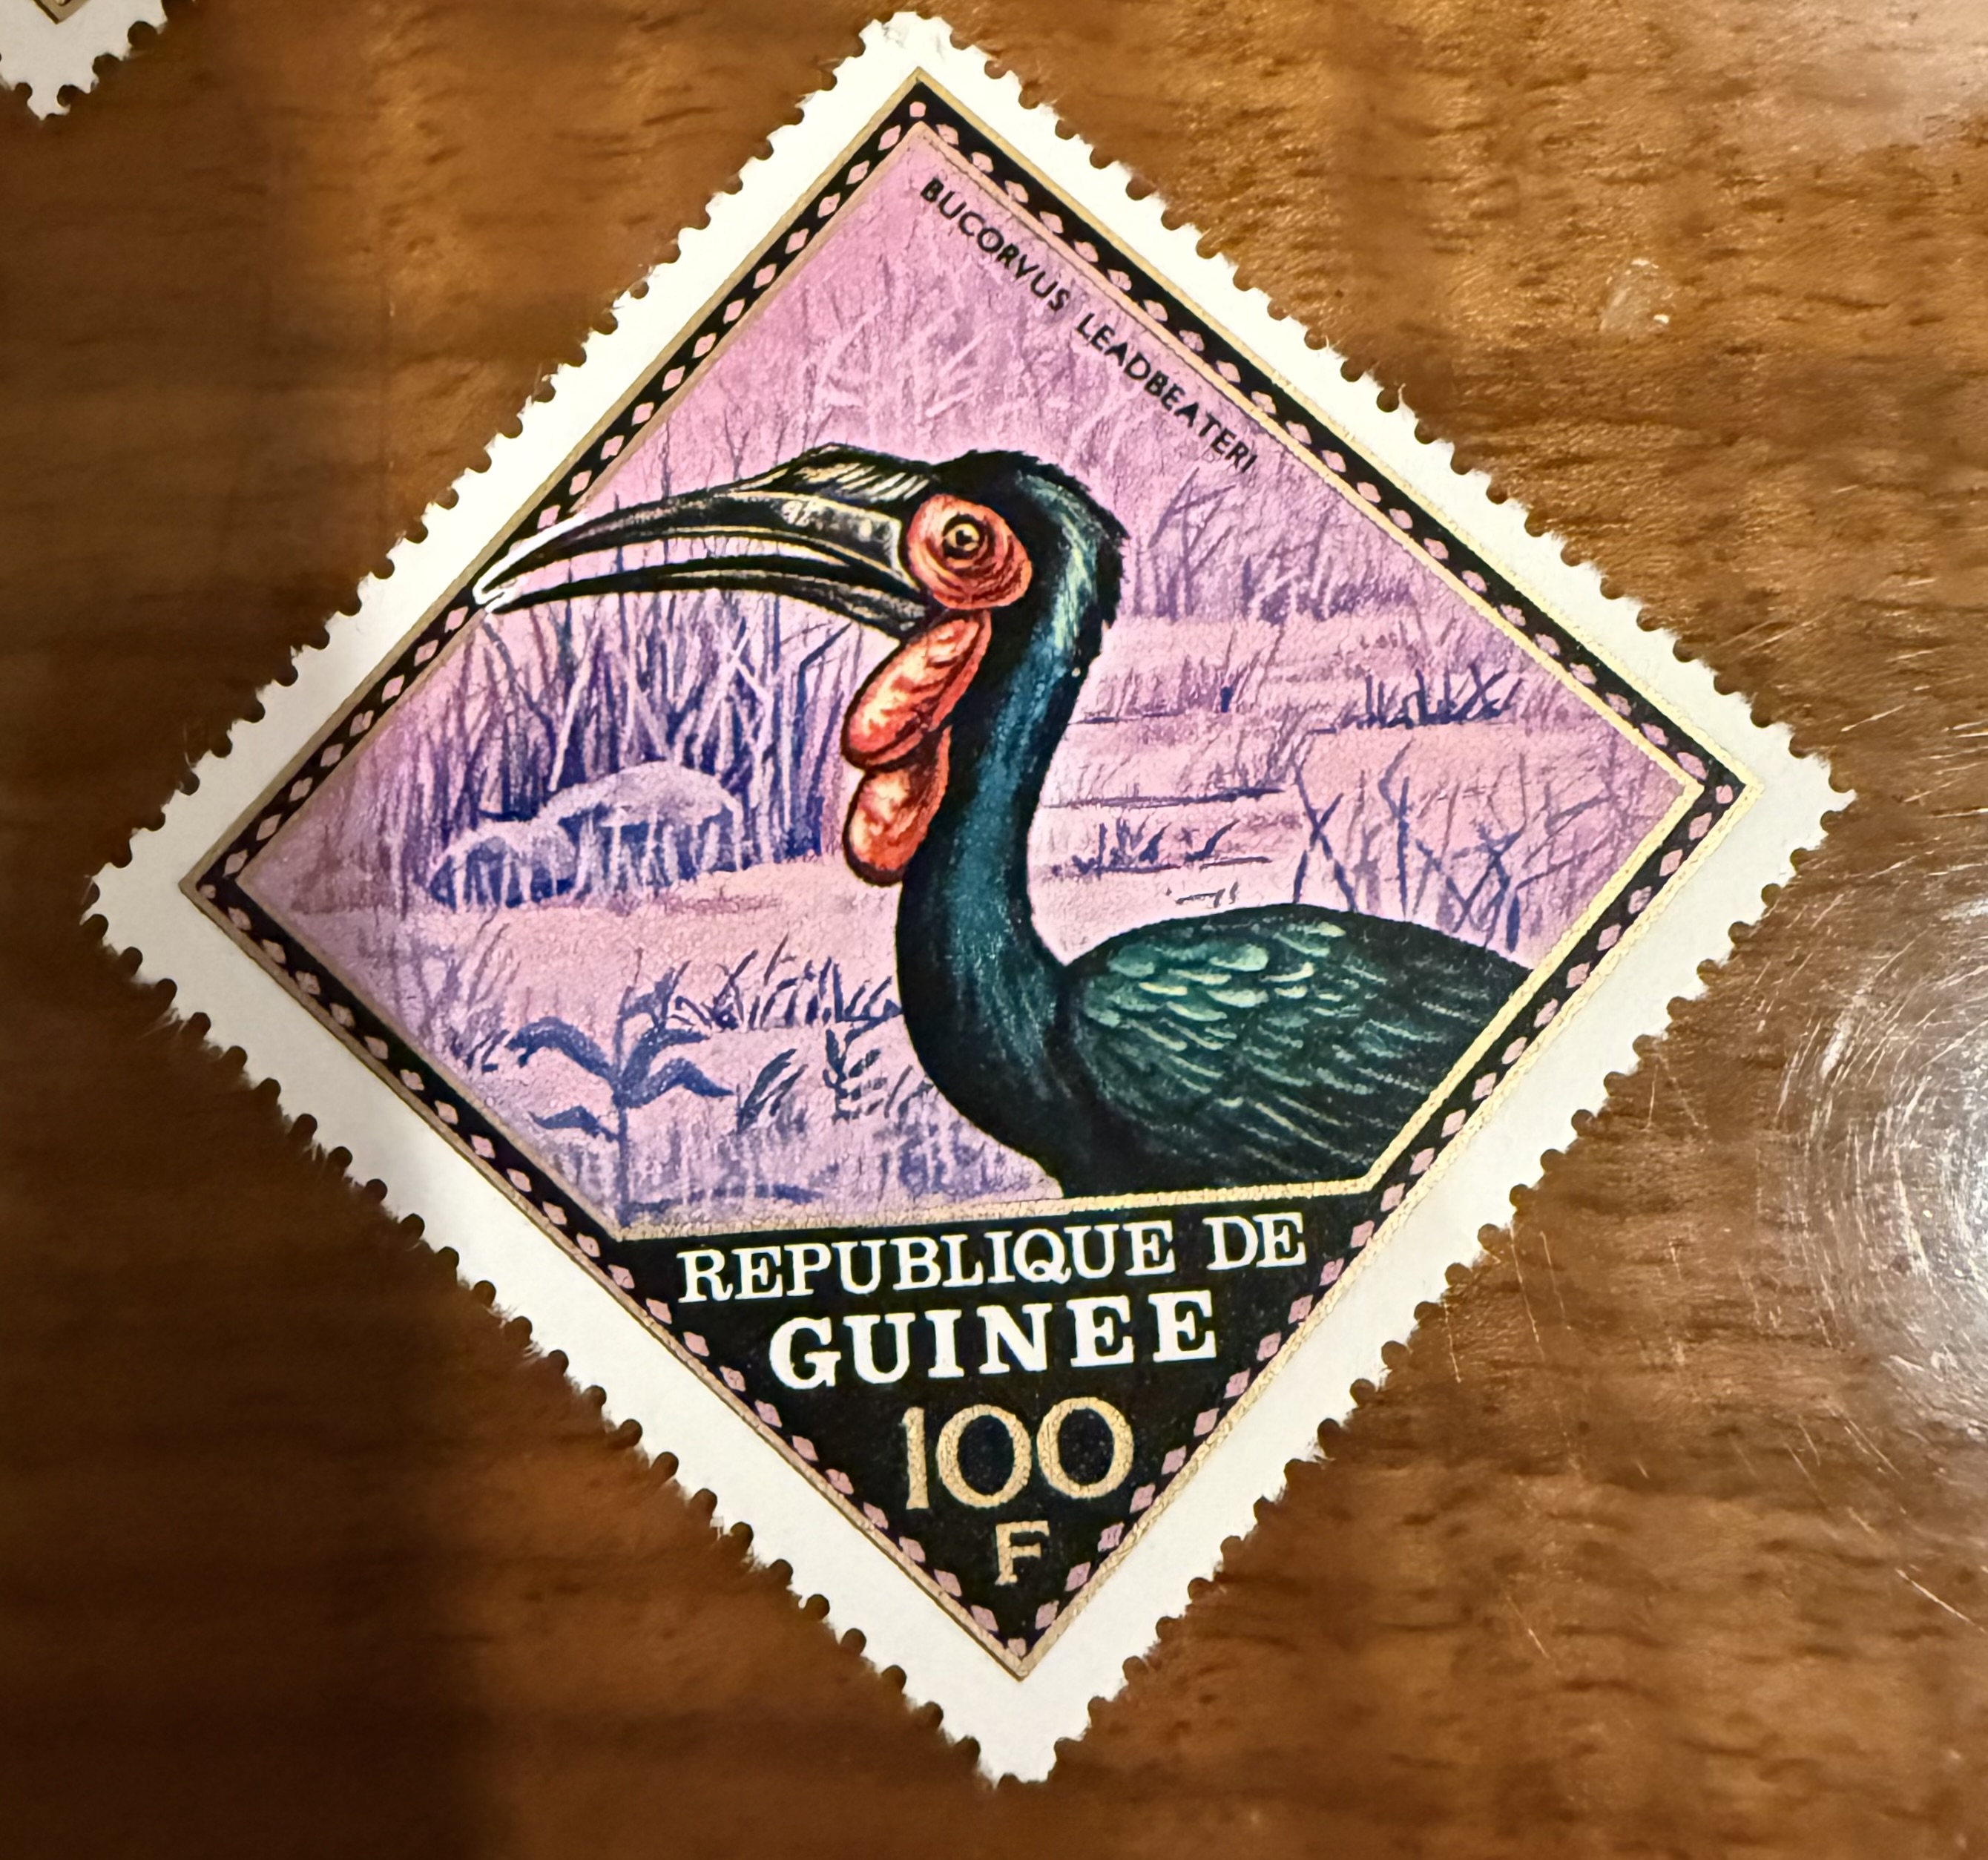 BUCORVUS LEADBEATERI
REPUBLIQUE DE
GUINEE
100
F